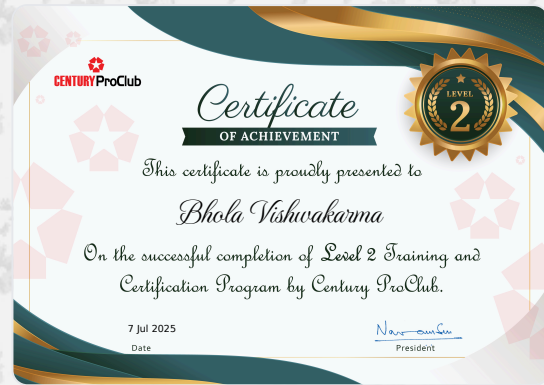 CENTURY ProClub
Certificate
OF ACHIEVEMENT
LEVEL
2
This certificate is proudly presented to
Bhola Vishwakarma
On the successful completion of Level 2 Training and
Certification Program by Century ProClub.
7 Jul 2025
Date
President